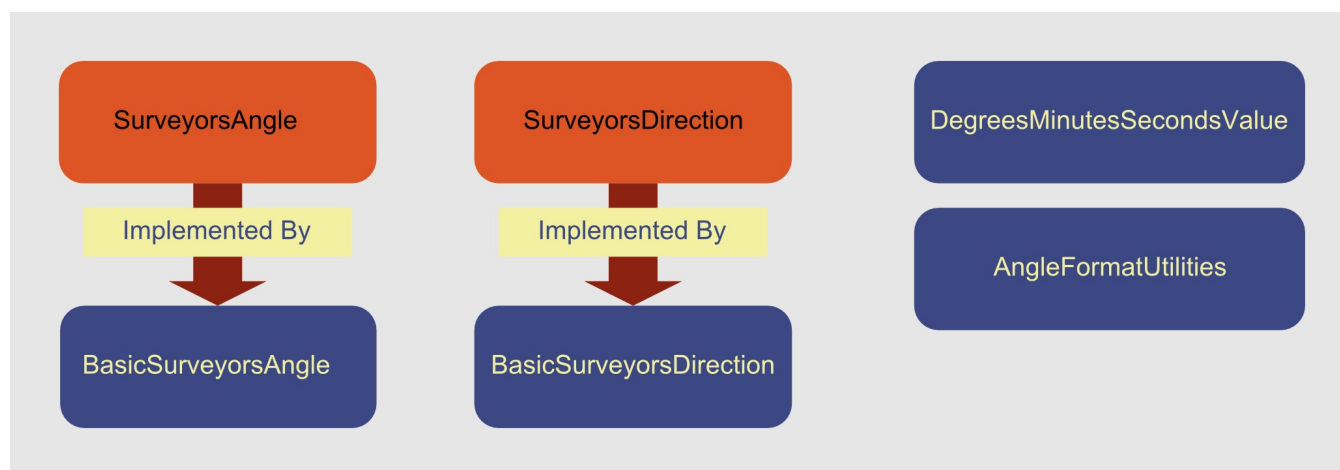 SurveyorsAngle
SurveyorsDirection
DegreesMinutesSecondsValue
Implemented By
Implemented By
AngleFormatUtilities
BasicSurveyorsAngle
BasicSurveyorsDirection